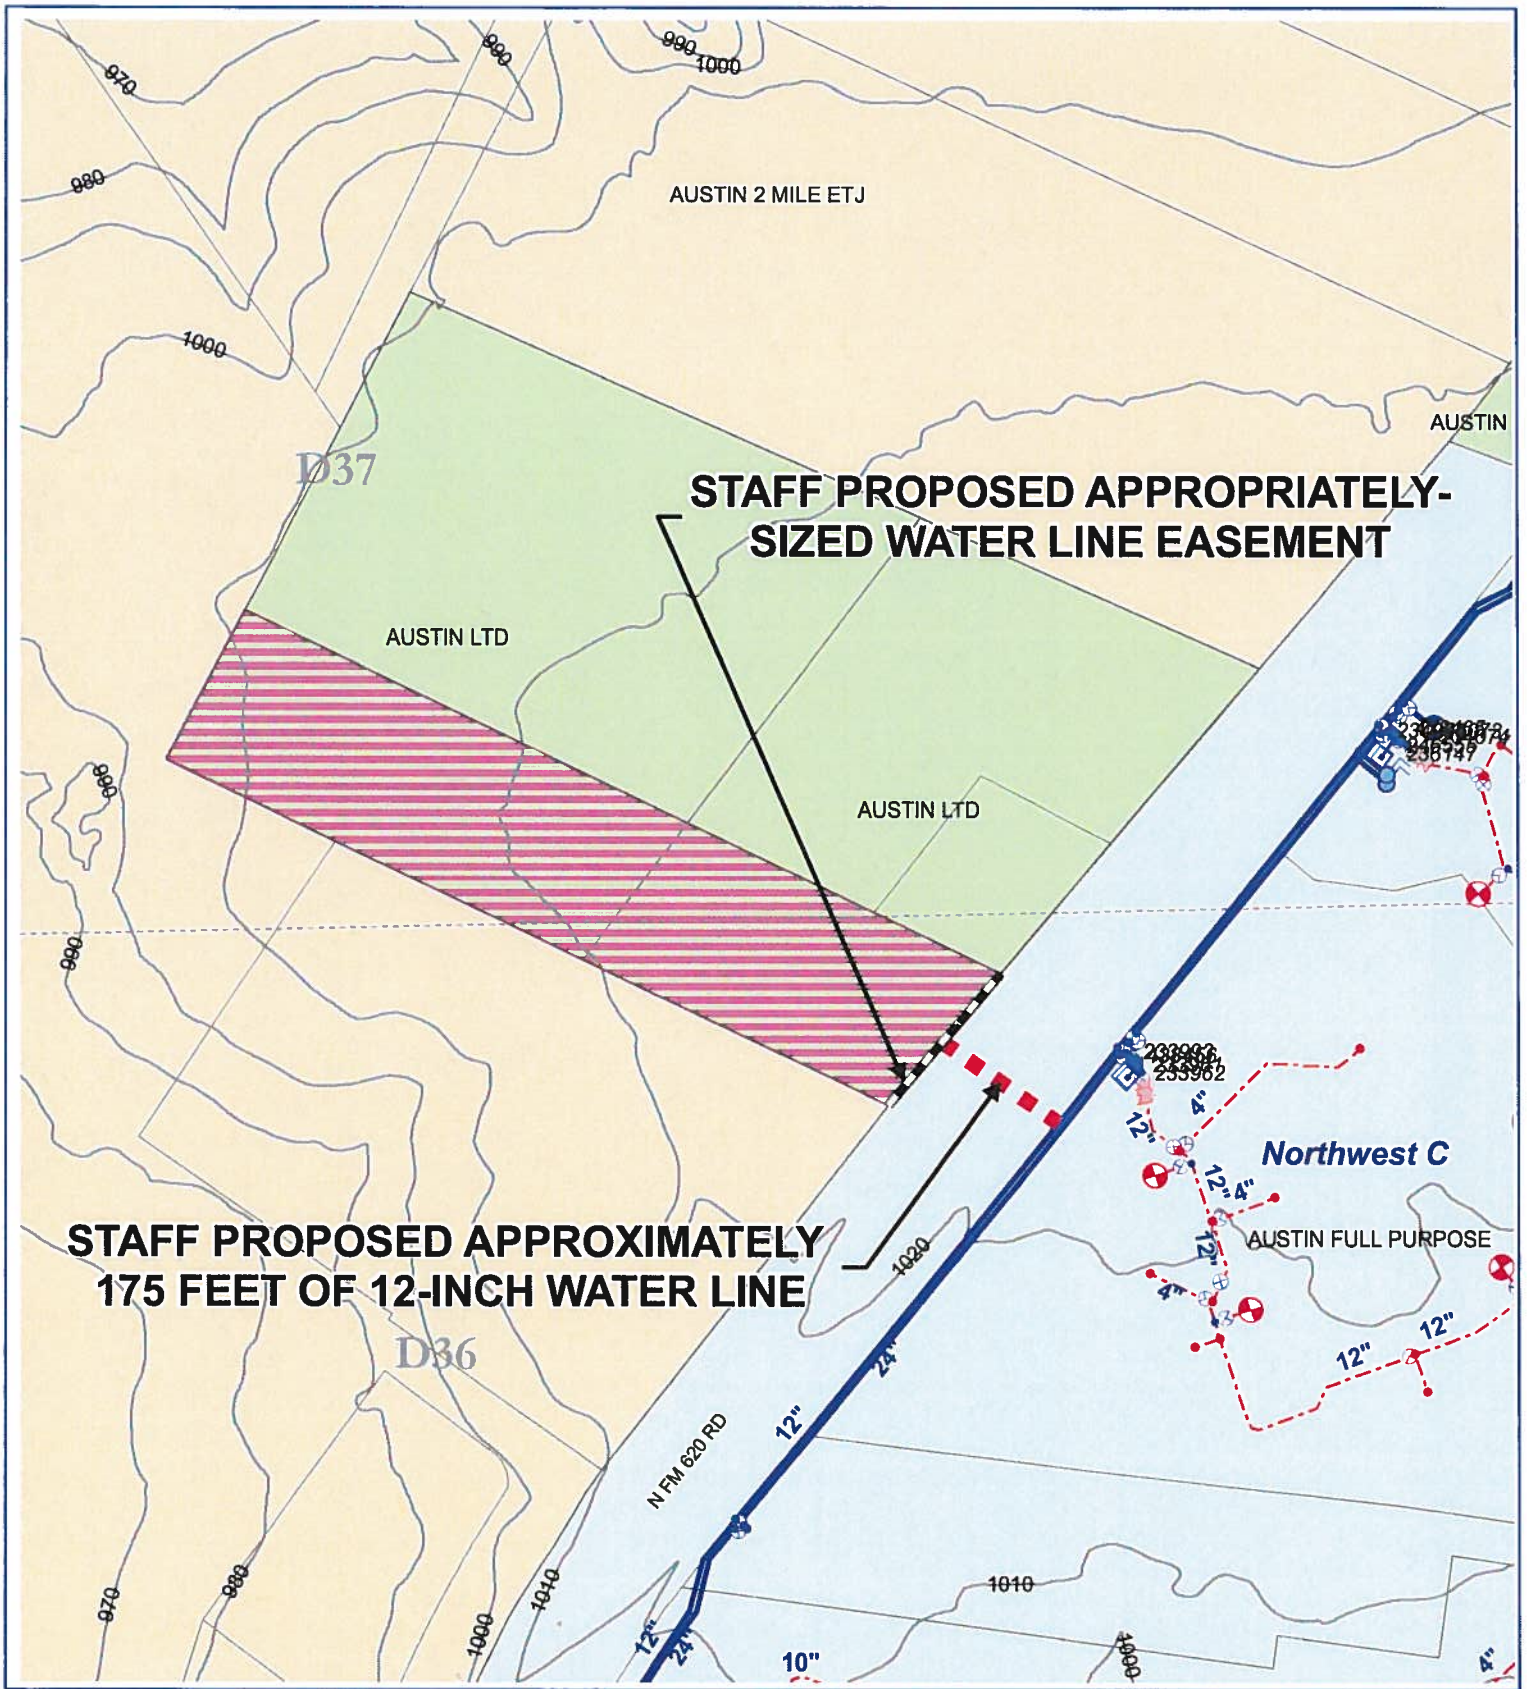 970
990
990
1000
980
AUSTIN 2 MILE ETJ
1000
AUSTIN
D37
STAFF PROPOSED APPROPRIATELY-
SIZED WATER LINE EASEMENT
AUSTIN LTD
236147
990
AUSTIN LTD
990
233962
4"
12"
Northwest C
12"
4"
STAFF PROPOSED APPROXIMATELY
175 FEET OF 12-INCH WATER LINE
1020
12"
AUSTIN FULL PURPOSE
4"
D36
24"
12"
12"
12"
N FM 620 RD
970
980
1000
1010
1010
12"
24"
10"
1000
4"